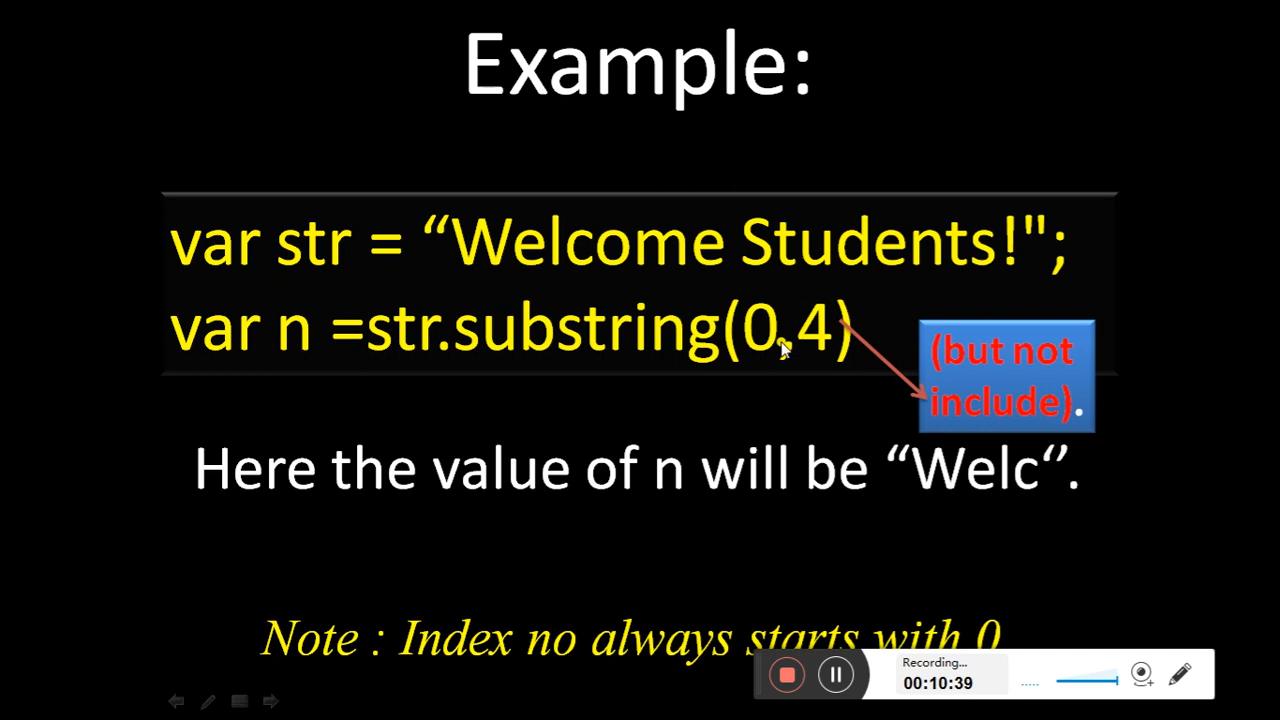 Example:
var str = “Welcome Students!";
var n =str.substring(0,4)
(but not
include).
Here the value of n will be “Welc‘’.
Note : Index no always starts with 0
Recording...
00:10:39